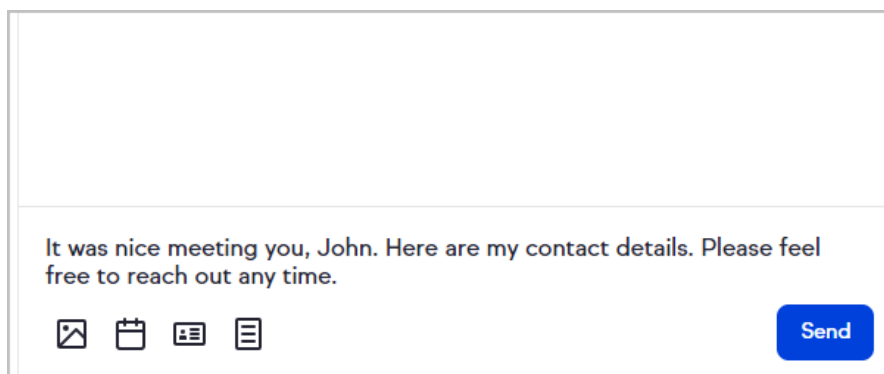 It was nice meeting you, John. Here are my contact details. Please feel
free to reach out any time.
Send